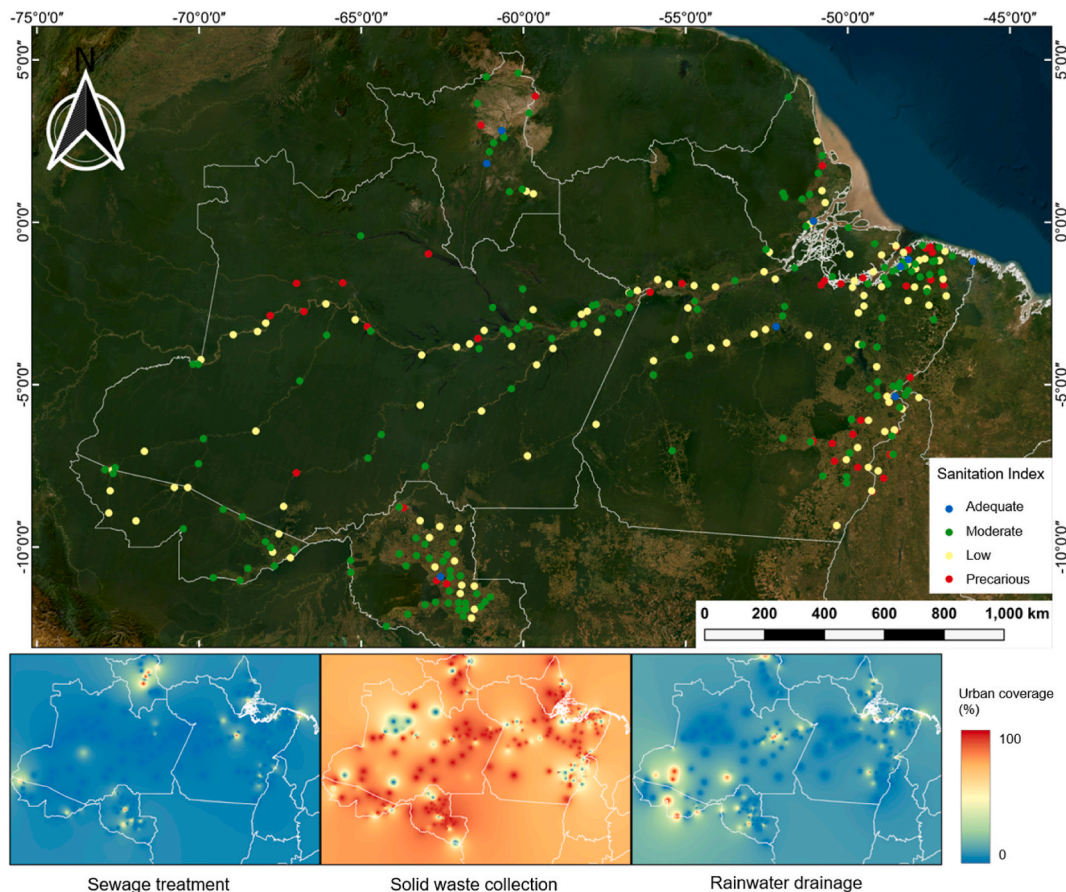 -75°0'0" -70°0'0" -65°0'0" -60°0'0" -55°0'0" -50°0'0" -45°0'0"
N
5°0'0" 5°0'0"
0°0'0" 0°0'0"
-5°0'0" -5°0'0"
-10°0'0" -10°0'0"
Sanitation Index
Adequate
Moderate
Low
Precarious
0 200 400 600 800 1,000 km
Urban coverage
(%)
100
0
Sewage treatment Solid waste collection Rainwater drainage